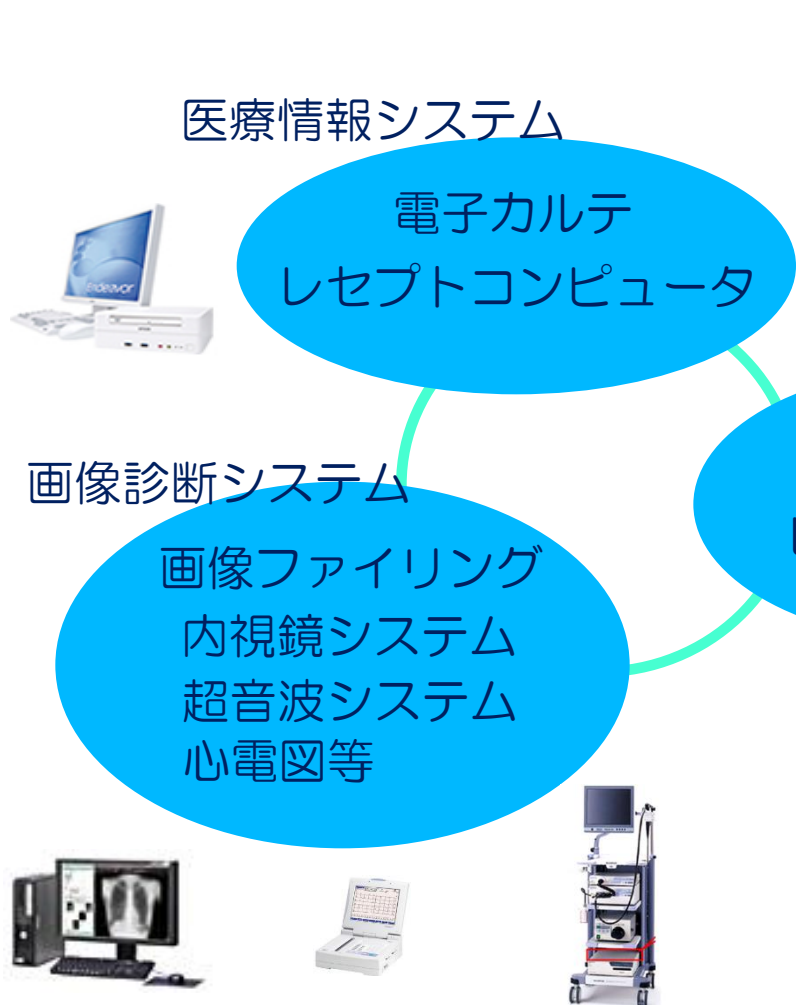 医療情報システム
電子カルテ
レセプトコンピュータ
Endeavor
画像診断システム
画像ファイリング
内視鏡システム
超音波システム
心電図等